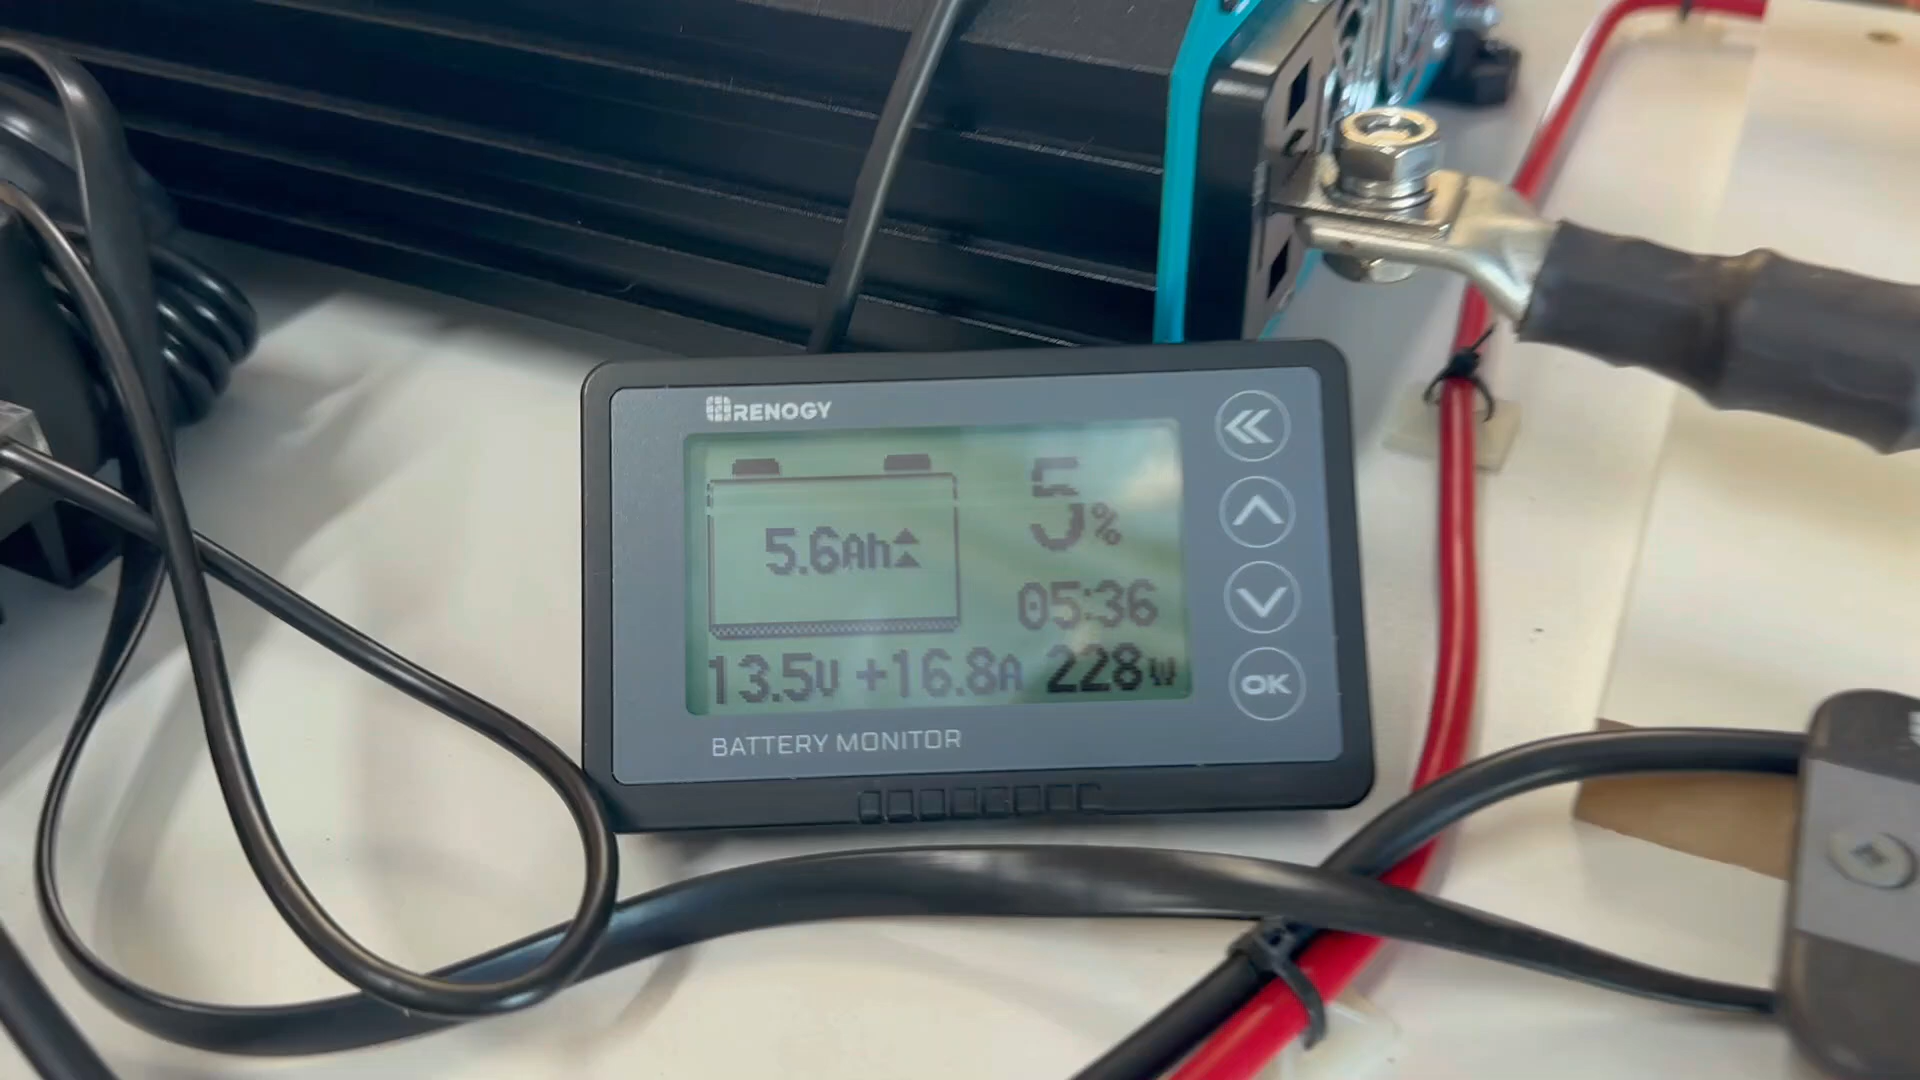 RENOGY
5.6Ah
5%
05:36
13.5V +16.8A 228W
BATTERY MONITOR
OK